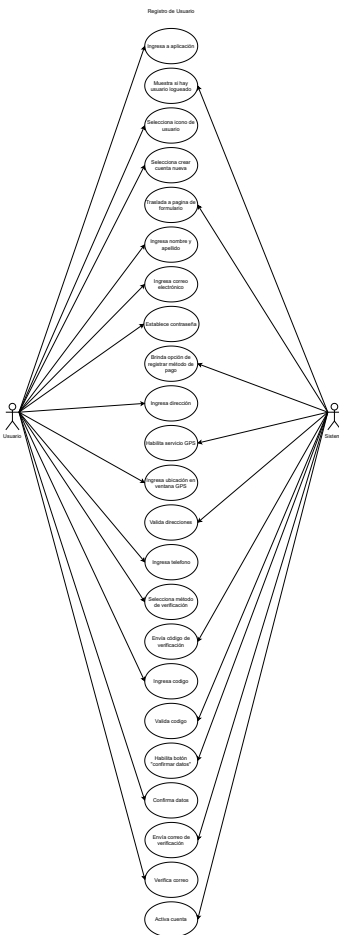 Registro de Usuario
Ingresa a aplicación
Muestra si hay
usuario logueado
Selecciona icono de
usuario
Selecciona crear
cuenta nueva
Traslada a pagina de
formulario
Ingresa nombre y
apellido
Ingresa correo
electrónico
Establece contraseña
Brinda opción de
registrar método de
pago
Ingresa dirección
Usuario
Sistema
Habilita servicio GPS
Ingresa ubicación en
ventana GPS
Valida direcciones
Ingresa telefono
Selecciona método
de verificación
Envía código de
verificación
Ingresa codigo
Valida codigo
Habilita botón
"confirmar datos"
Confirma datos
Envía correo de
verificación
Verifica correo
Activa cuenta